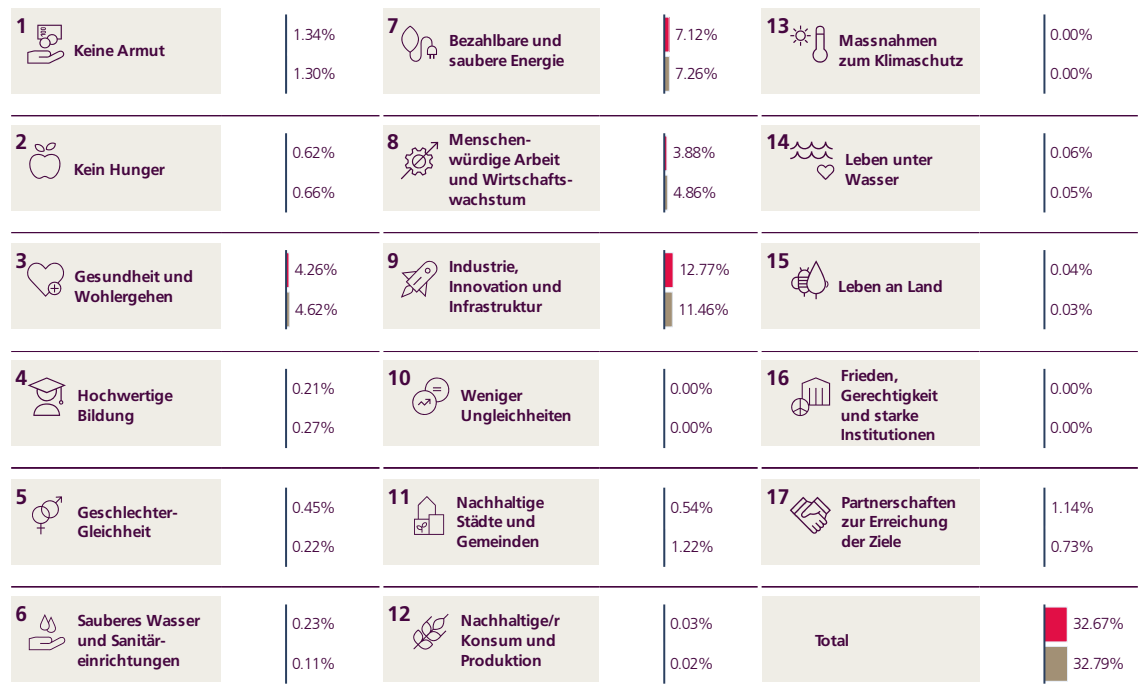 1
Keine Armut
1.34%
1.30%
2
Kein Hunger
0.62%
0.66%
3
Gesundheit und
Wohlergehen
4.26%
4.62%
4
Hochwertige
Bildung
0.21%
0.27%
5
Geschlechter-
Gleichheit
0.45%
0.22%
6
Sauberes Wasser
und Sanitär-
einrichtungen
0.23%
0.11%
7
Bezahlbare und
saubere Energie
7.12%
7.26%
8
Menschen-
würdige Arbeit
und Wirtschafts-
wachstum
3.88%
4.86%
9
Industrie,
Innovation und
Infrastruktur
12.77%
11.46%
10
Weniger
Ungleichheiten
0.00%
0.00%
11
Nachhaltige
Städte und
Gemeinden
0.54%
1.22%
12
Nachhaltige/r
Konsum und
Produktion
0.03%
0.02%
13
Massnahmen
zum Klimaschutz
0.00%
0.00%
14
Leben unter
Wasser
0.06%
0.05%
15
Leben an Land
0.04%
0.03%
16
Frieden,
Gerechtigkeit
und starke
Institutionen
0.00%
0.00%
17
Partnerschaften
zur Erreichung
der Ziele
1.14%
0.73%
Total
32.67%
32.79%